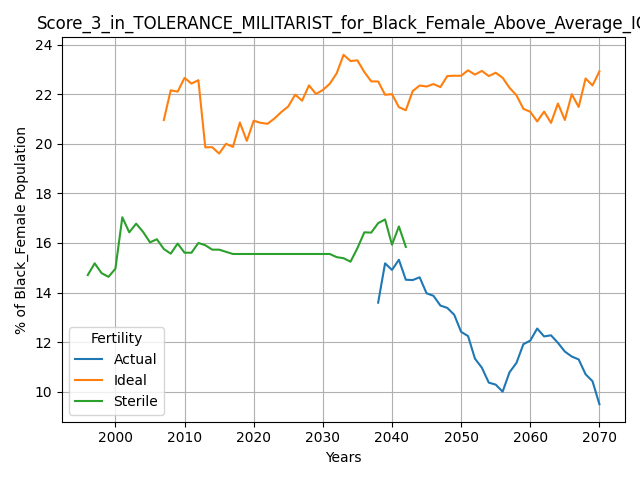 Score_3_in_TOLERANCE_MILITARIST_for_Black_Female_Above_Average_IQ
24
22
20
18
16
14
12
10
% of Black_Female Population
Fertility
Actual
Ideal
Sterile
2000
2010
2020
2030
2040
2050
2060
2070
Years